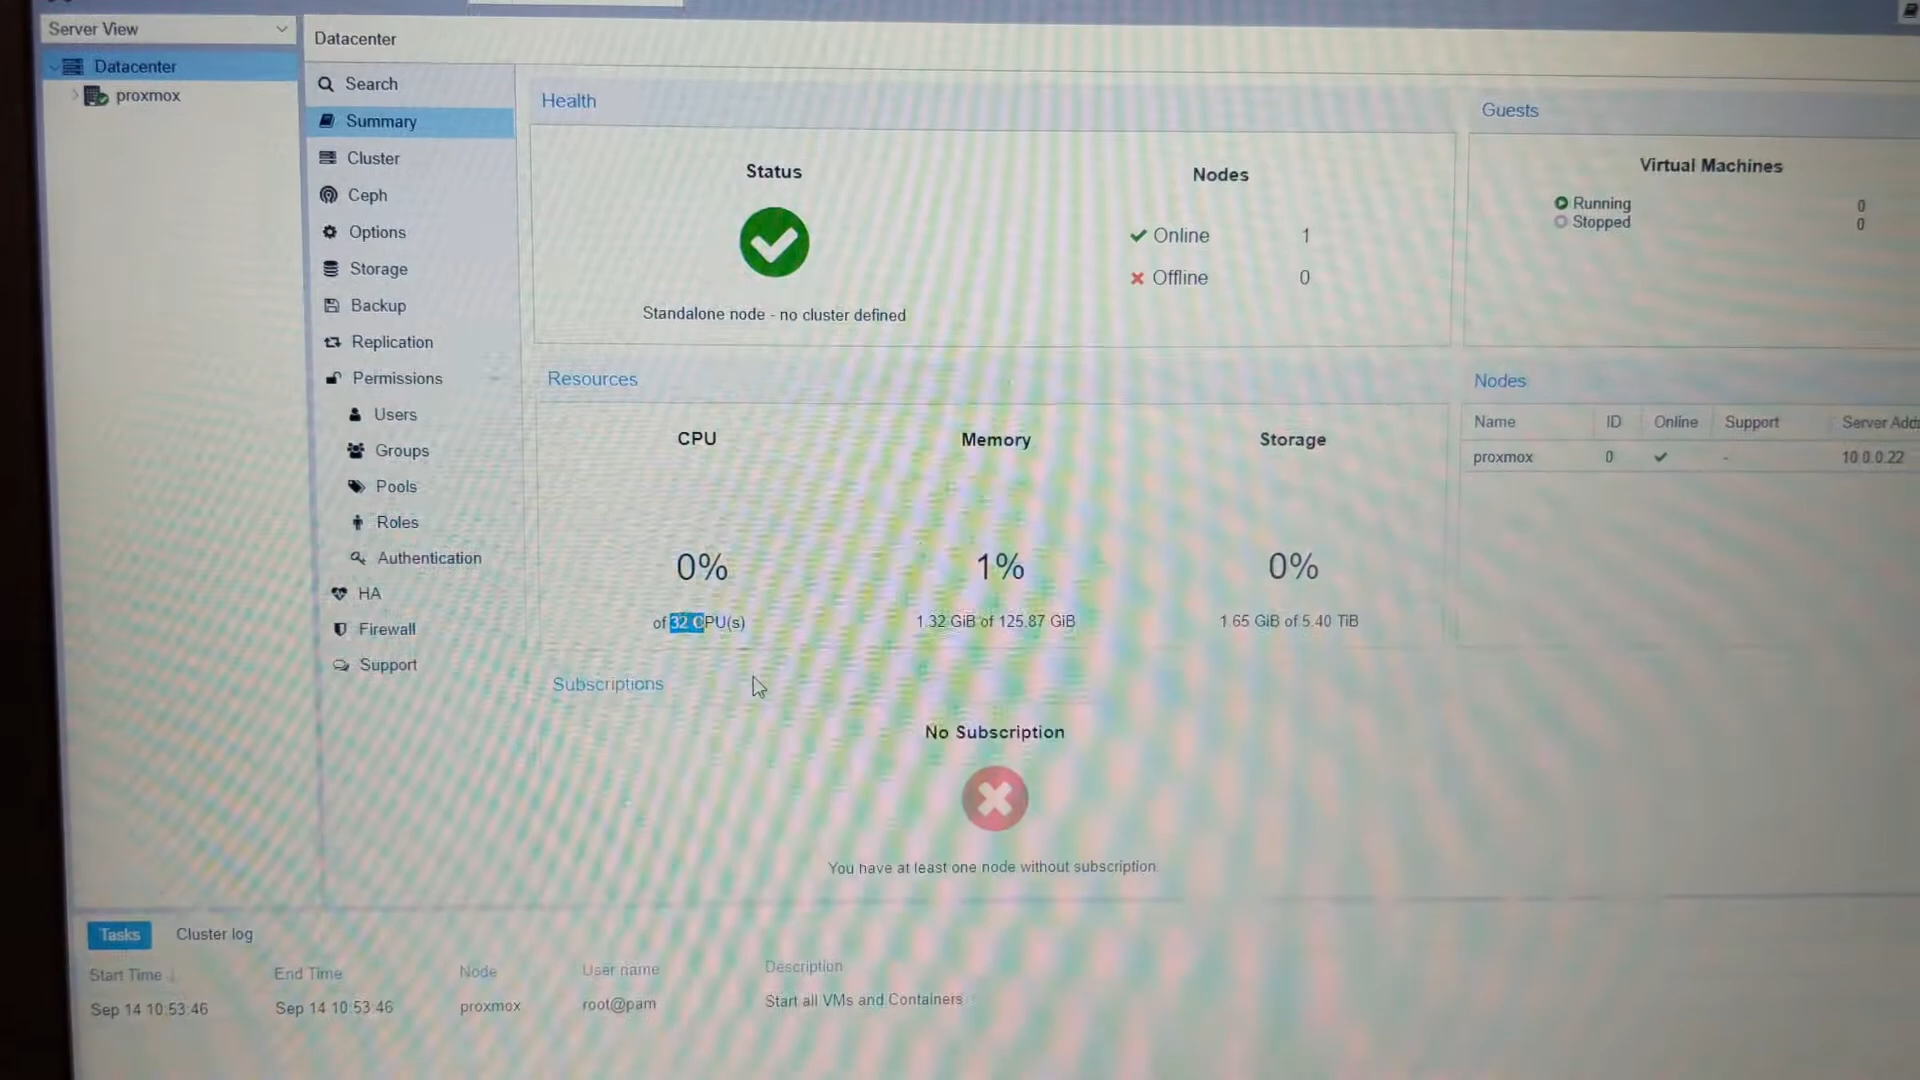 Server View
Datacenter
proxmox
Datacenter
Search
Summary
Cluster
Ceph
Options
Storage
Backup
Replication
Permissions
Users
Groups
Pools
Roles
Authentication
HA
Firewall
Support
Health
Status
Standalone node - no cluster defined
Nodes
Online 1
Offline 0
Guests
Virtual Machines
Running 0
Stopped 0
Resources
CPU
0%
of 32 CPU(s)
Memory
1%
1.32 GiB of 125.87 GiB
Storage
0%
1.65 GiB of 5.40 TiB
Nodes
Name ID Online Support Server
proxmox 0 - 10.0.0.22
Subscriptions
No Subscription
You have at least one node without subscription.
Tasks Cluster log
Start Time ↓ End Time Node User name Description
Sep 14 10:53:46 Sep 14 10:53:46 proxmox root@pam Start all VMs and Containers